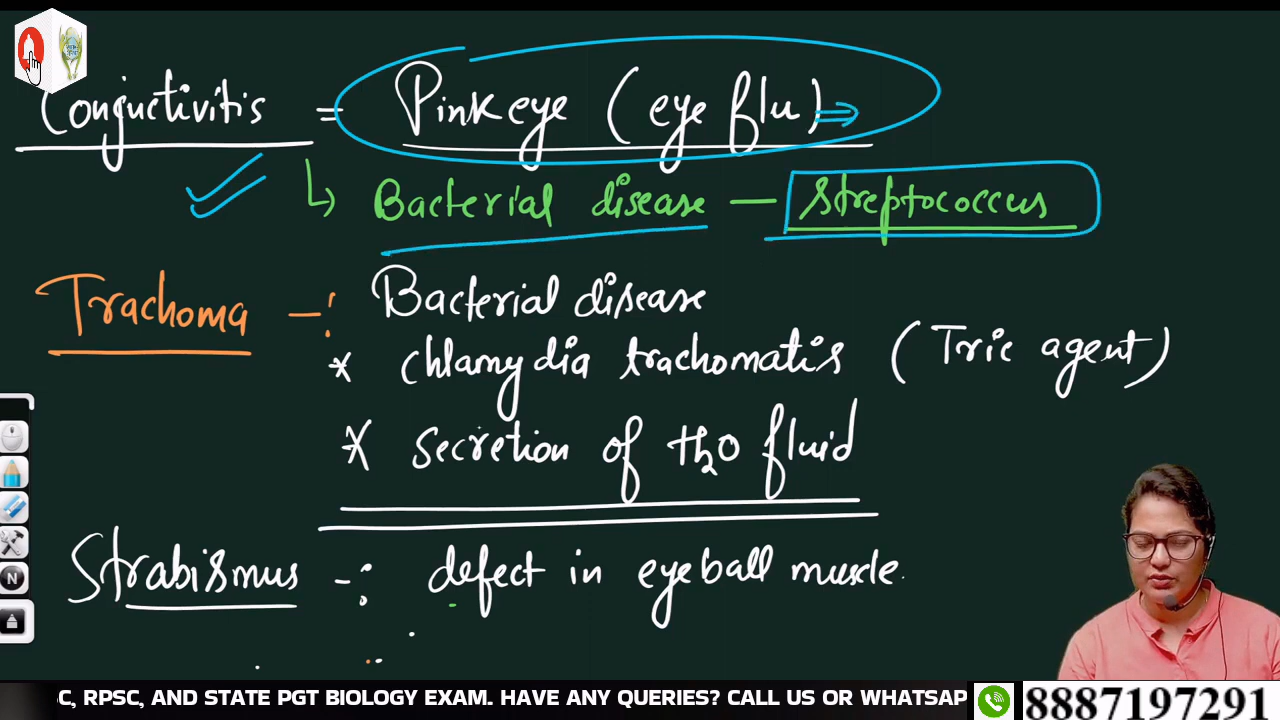 Conjuctivitis = Pinkeye (eye flu) ⇒
↳ Bacterial disease — Streptococcus
Trachoma -: Bacterial disease
* Chlamydia trachomatis (Tric agent)
* Secretion of H2O fluid
Strabismus -: defect in eyeball muscle.
N
C, RPSC, AND STATE PGT BIOLOGY EXAM. HAVE ANY QUERIES? CALL US OR WHATSAP
8887197291